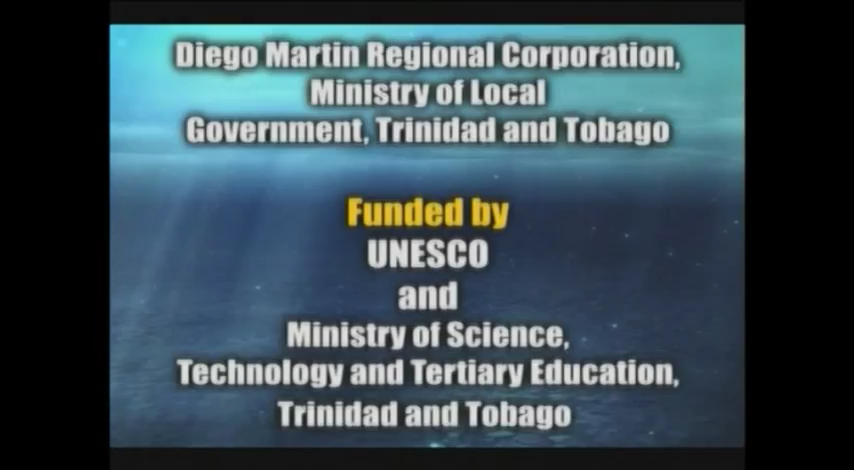 Diego Martin Regional Corporation,
Ministry of Local
Government, Trinidad and Tobago
Funded by
UNESCO
and
Ministry of Science,
Technology and Tertiary Education,
Trinidad and Tobago